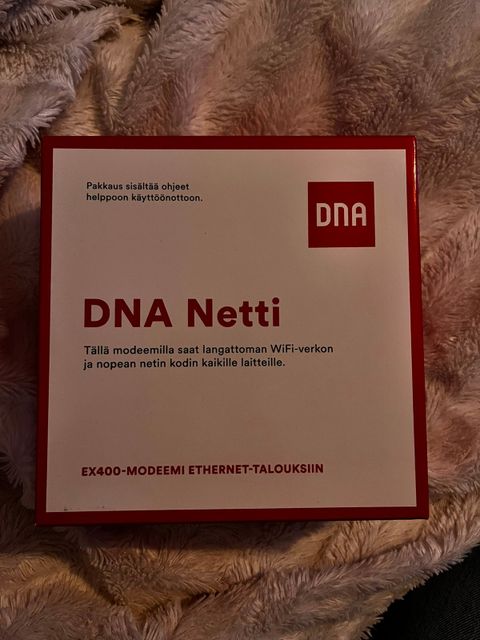 Pakkaus sisältää ohjeet
helppoon käyttöönottoon.
DNA
DNA Netti
Tällä modeemilla saat langattoman WiFi-verkon
ja nopean netin kodin kaikille laitteille.
EX400-MODEEMI ETHERNET-TALOUKSIIN